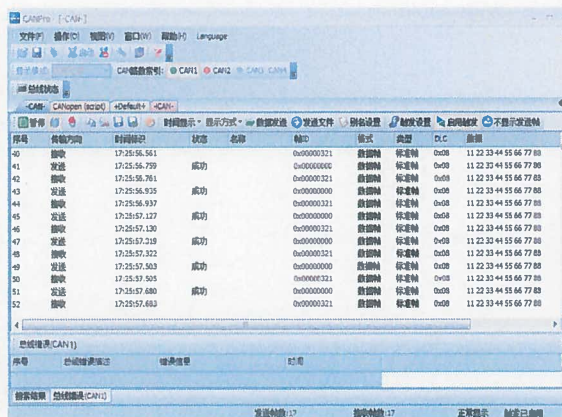 CANPro - [-CAN-]
文件(F) 操作(O) 视图(V) 窗口(W) 帮助(H) Language
CAN1 CAN2 CAN3 CAN4
总线状态
-CAN- CANopen (script) +Default+ +CAN-
暂停 时间显示 显示方式 数据发送 发送文件 别名设置 触发设置 启用触发 不显示发送帧
序号 传输方向 时间标识 状态 名称 帧ID 格式 类型 DLC 数据
40 接收 17:25:56.561 0x00000321 数据帧 标准帧 0x08 11 22 33 44 55 66 77 88
41 发送 17:25:56.759 成功 0x00000000 数据帧 标准帧 0x08 11 22 33 44 55 66 77 88
42 接收 17:25:56.761 0x00000321 数据帧 标准帧 0x08 11 22 33 44 55 66 77 88
43 发送 17:25:56.935 成功 0x00000000 数据帧 标准帧 0x08 11 22 33 44 55 66 77 88
44 接收 17:25:56.937 0x00000321 数据帧 标准帧 0x08 11 22 33 44 55 66 77 88
45 发送 17:25:57.127 成功 0x00000000 数据帧 标准帧 0x08 11 22 33 44 55 66 77 88
46 接收 17:25:57.130 0x00000321 数据帧 标准帧 0x08 11 22 33 44 55 66 77 88
47 发送 17:25:57.319 成功 0x00000000 数据帧 标准帧 0x08 11 22 33 44 55 66 77 88
48 接收 17:25:57.322 0x00000321 数据帧 标准帧 0x08 11 22 33 44 55 66 77 88
49 发送 17:25:57.503 成功 0x00000000 数据帧 标准帧 0x08 11 22 33 44 55 66 77 88
50 接收 17:25:57.505 0x00000321 数据帧 标准帧 0x08 11 22 33 44 55 66 77 88
51 发送 17:25:57.680 成功 0x00000000 数据帧 标准帧 0x08 11 22 33 44 55 66 77 88
52 接收 17:25:57.683 0x00000321 数据帧 标准帧 0x08 11 22 33 44 55 66 77 88
总线错误(CAN1)
序号 总线错误描述 错误信息 时间
搜索结果 总线错误(CAN1)
发送帧数:17 接收帧数:17 正常显示 触发已启用